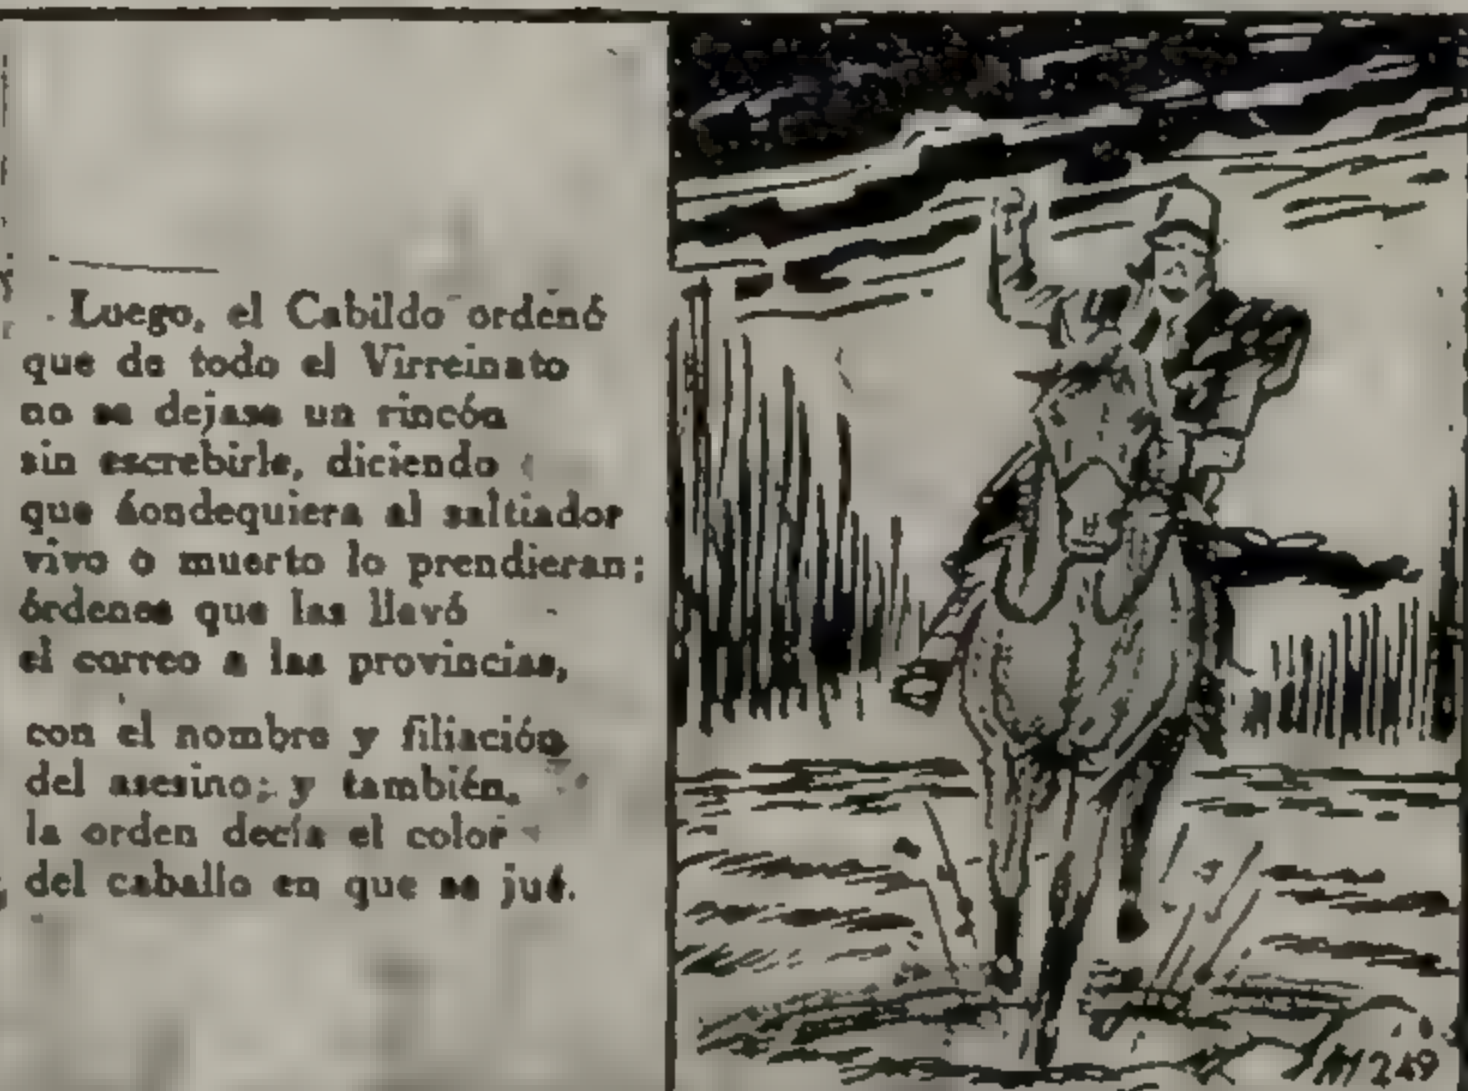 Luego, el Cabildo ordenó
que de todo el Virreinato
no se dejase un rincón
sin escrebirle, diciendo
que áondequiera al saltiador
vivo o muerto lo prendieran;
órdenes que las llevó
el correo a las provincias,
con el nombre y filiación
del asesino; y también,
la orden decía el color
del caballo en que se jué.
249